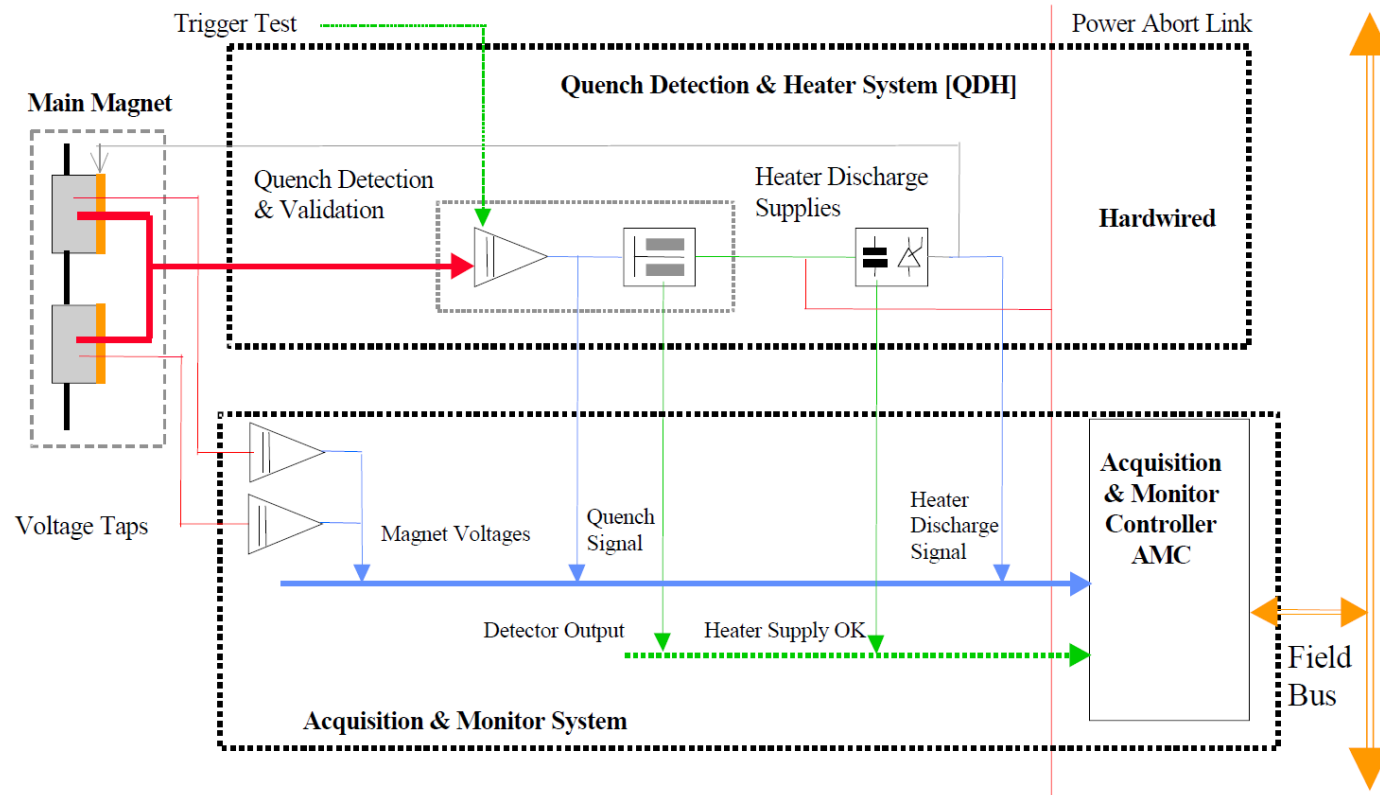 Trigger Test
Power Abort Link
Quench Detection & Heater System [QDH]
Main Magnet
Quench Detection
& Validation
Heater Discharge
Supplies
Hardwired
Voltage Taps
Magnet Voltages
Quench
Signal
Heater
Discharge
Signal
Acquisition
& Monitor
Controller
AMC
Detector Output
Heater Supply OK
Field
Bus
Acquisition & Monitor System